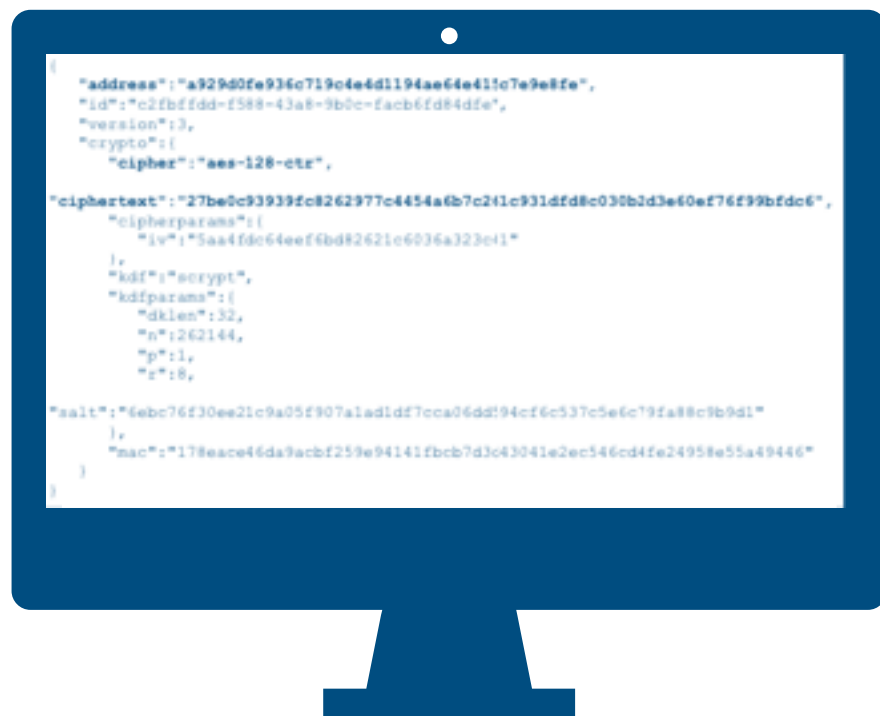 {
"address":"a929d0fe936c719c4e4d1194ae64e415c7e9e8fe",
"id":"c2fbffdd-f588-43a8-9b0c-facb6fd84dfe",
"version":3,
"crypto":{
"cipher":"aes-128-ctr",
"ciphertext":"27be0c93939fc8262977c4454a6b7c261c931dfd8c030b2d3e60ef76f99bfdc6",
"cipherparams":{
"iv":"5aa4fdc64eef6bd82621c6036a323c41"
},
"kdf":"scrypt",
"kdfparams":{
"dklen":32,
"n":262144,
"p":1,
"r":8,
"salt":"6ebc76f30ee21c9a05f907a1ad1df7cca06dd594cf6c537c5e6c79fa88c9b9d1"
},
"mac":"178eace46da9acbf259e94141fbcb7d3c43041e2ec546cd4fe24958e55a49446"
}
}